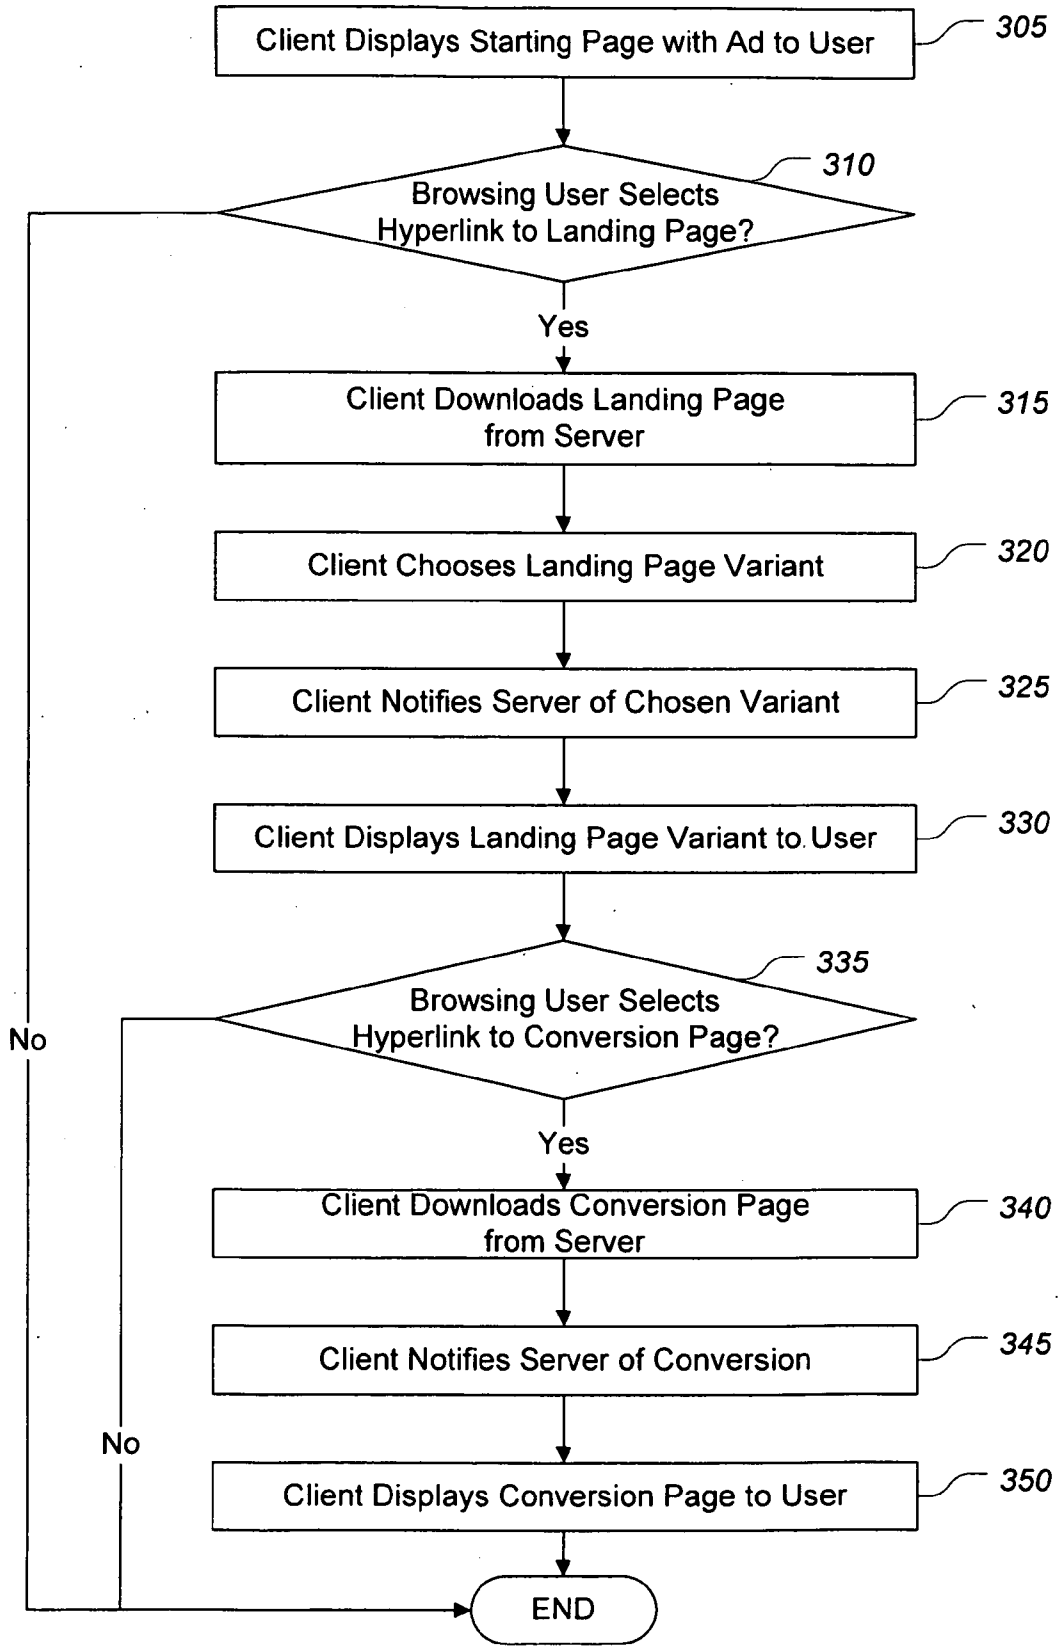 Client Displays Starting Page with Ad to User
305
310
Browsing User Selects
Hyperlink to Landing Page?
Yes
Client Downloads Landing Page
from Server
315
Client Chooses Landing Page Variant
320
Client Notifies Server of Chosen Variant
325
Client Displays Landing Page Variant to User
330
335
Browsing User Selects
Hyperlink to Conversion Page?
No
Yes
Client Downloads Conversion Page
from Server
340
Client Notifies Server of Conversion
345
No
Client Displays Conversion Page to User
350
END